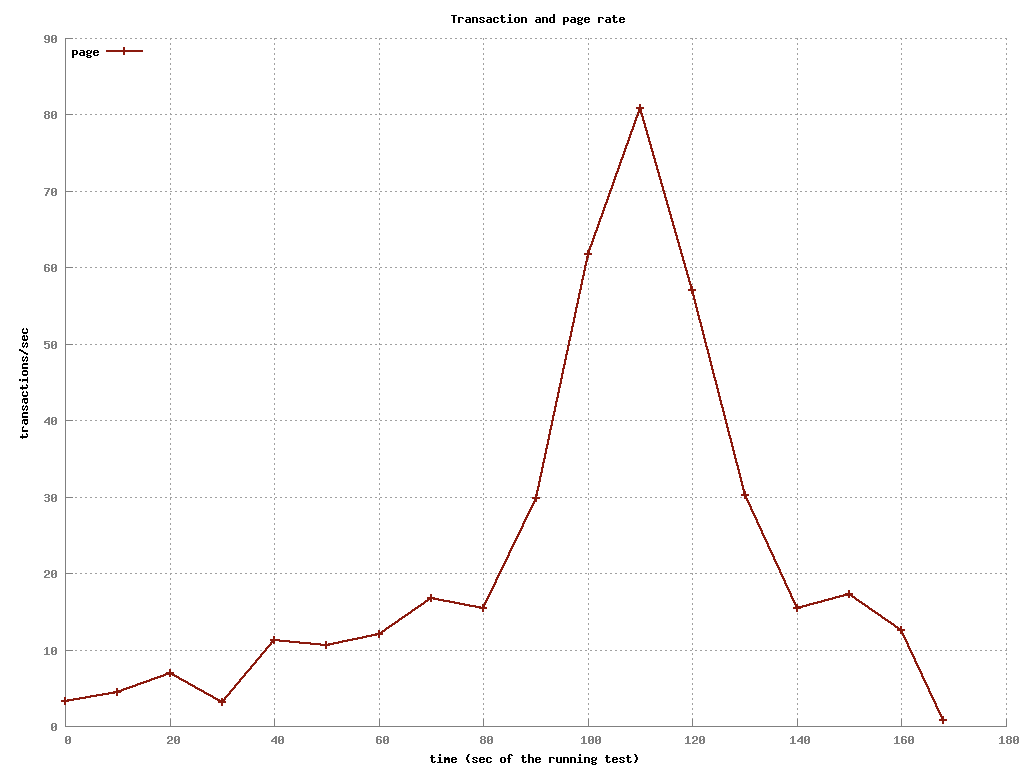 Transaction and page rate
page
90
80
70
60
50
40
30
20
10
0
transactions/sec
0 20 40 60 80 100 120 140 160 180
time (sec of the running test)